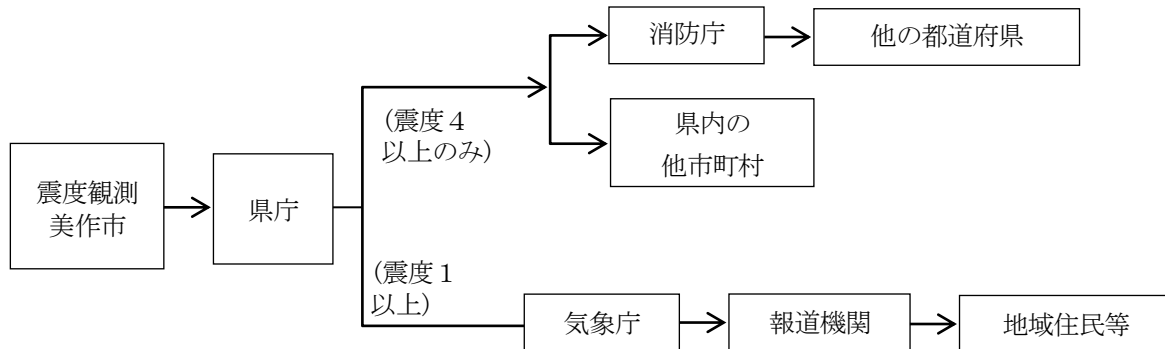 消防庁
他の都道府県
(震度4
以上のみ)
県内の
他市町村
震度観測
美作市
県庁
(震度1
以上)
気象庁
報道機関
地域住民等